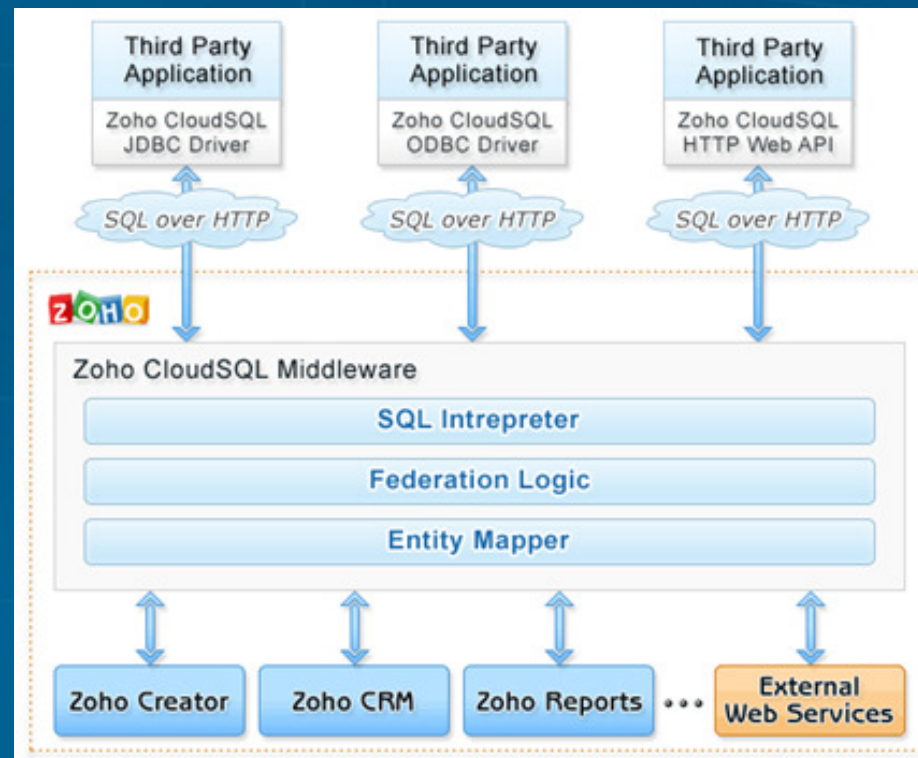 Third Party
Application
Zoho CloudSQL
JDBC Driver
Third Party
Application
Zoho CloudSQL
ODBC Driver
Third Party
Application
Zoho CloudSQL
HTTP Web API
SQL over HTTP
SQL over HTTP
SQL over HTTP
ZOHO
Zoho CloudSQL Middleware
SQL Intrepreter
Federation Logic
Entity Mapper
Zoho Creator
Zoho CRM
Zoho Reports
•••
External
Web Services